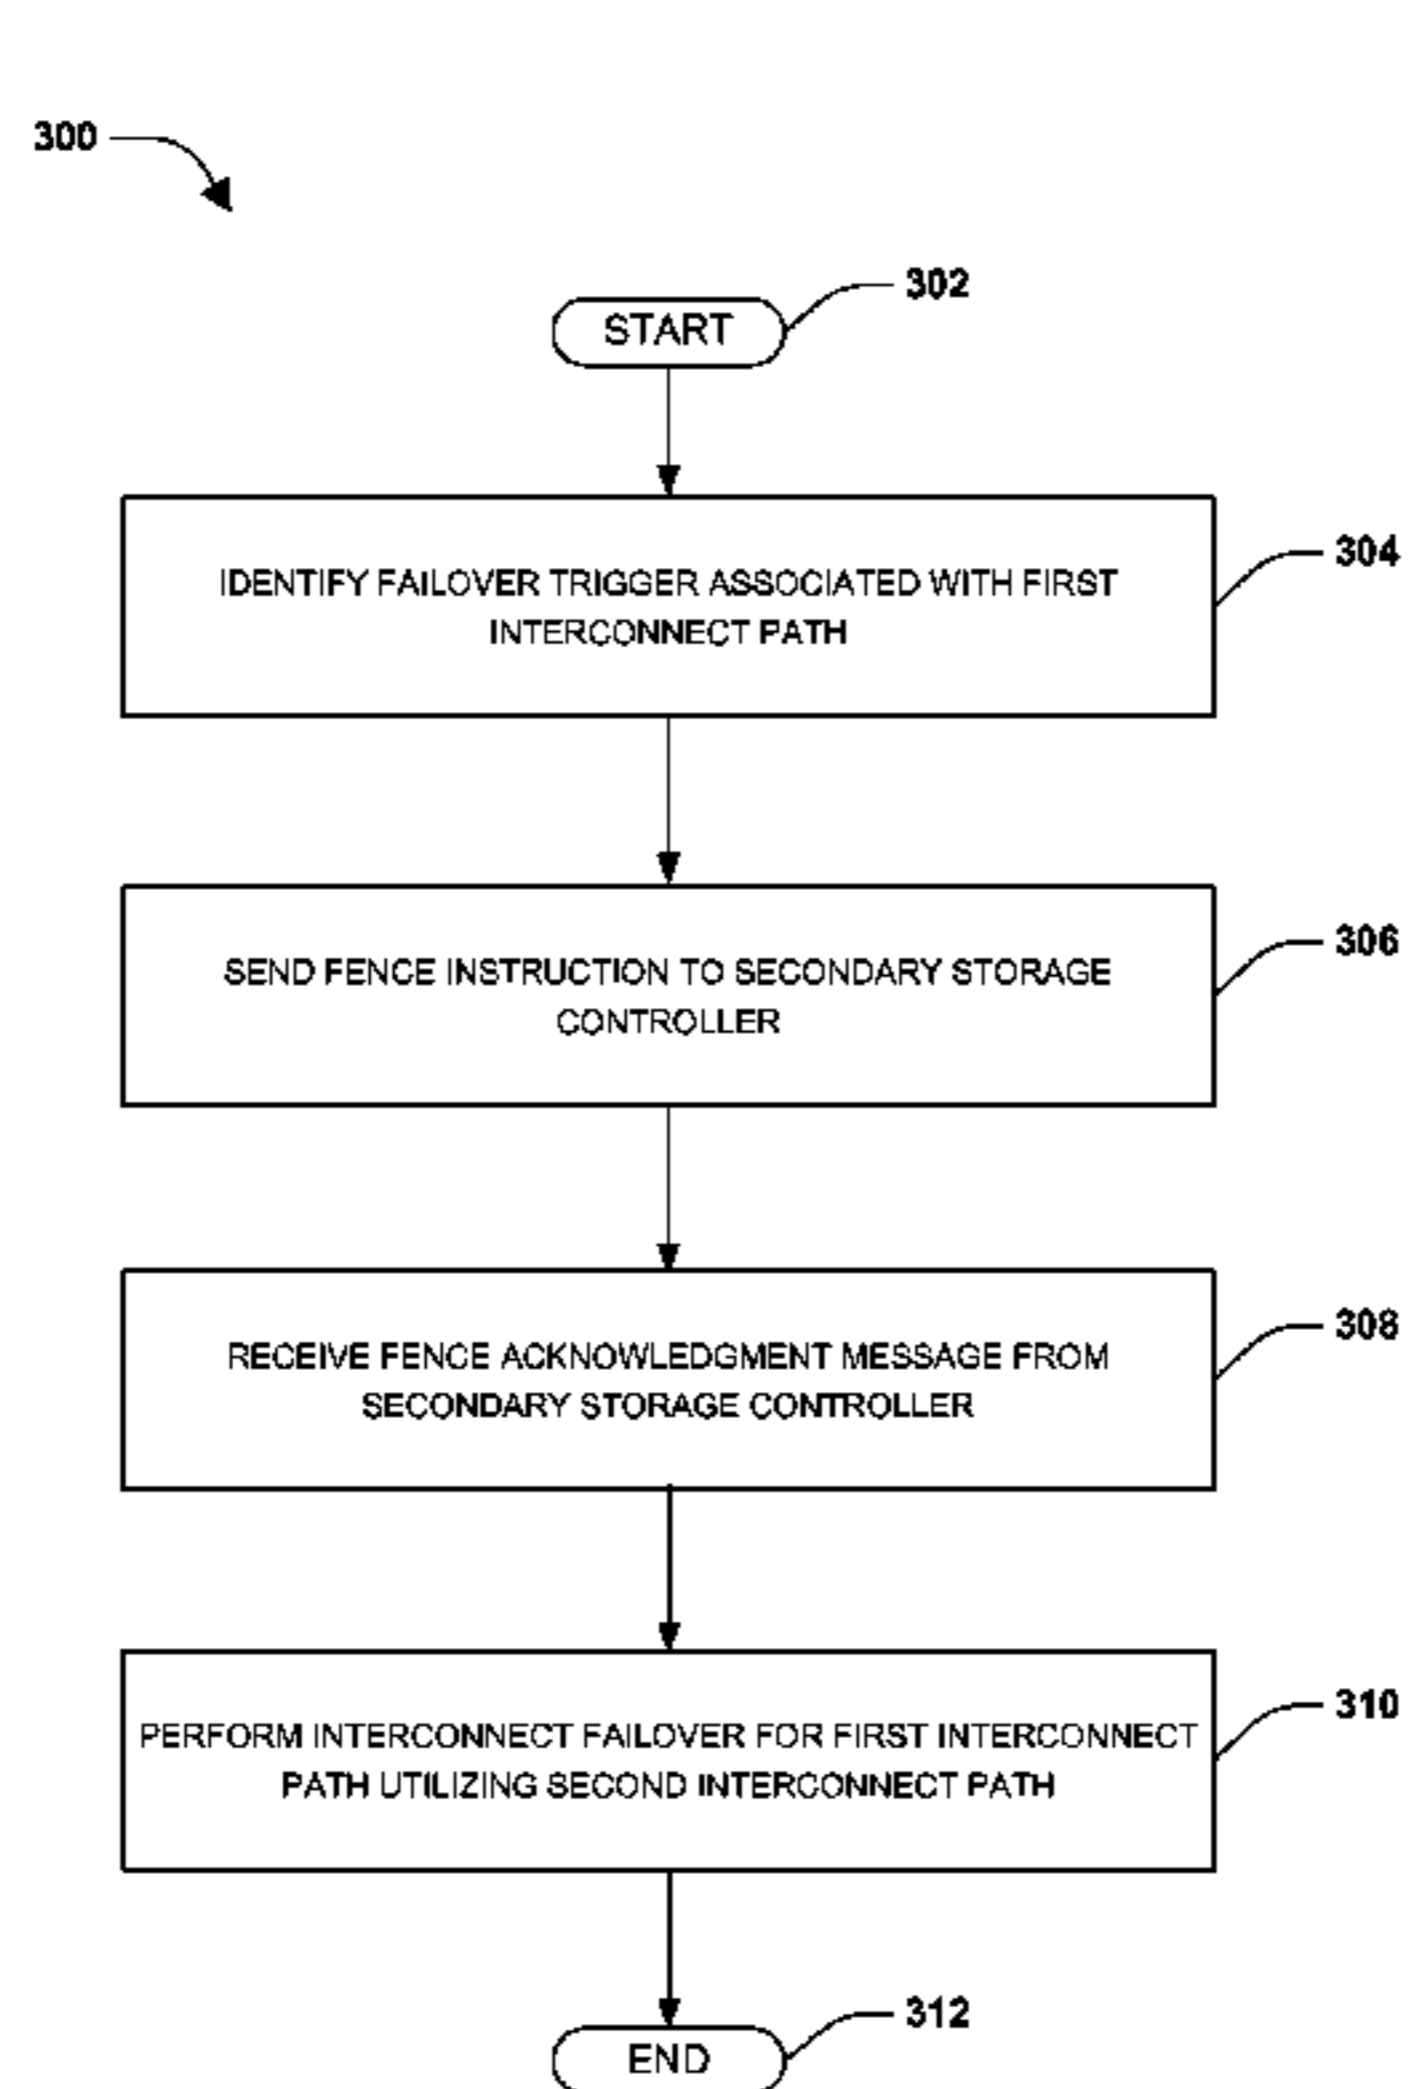 300
302
START
304
IDENTIFY FAILOVER TRIGGER ASSOCIATED WITH FIRST
INTERCONNECT PATH
306
SEND FENCE INSTRUCTION TO SECONDARY STORAGE
CONTROLLER
308
RECEIVE FENCE ACKNOWLEDGMENT MESSAGE FROM
SECONDARY STORAGE CONTROLLER
310
PERFORM INTERCONNECT FAILOVER FOR FIRST INTERCONNECT
PATH UTILIZING SECOND INTERCONNECT PATH
312
END